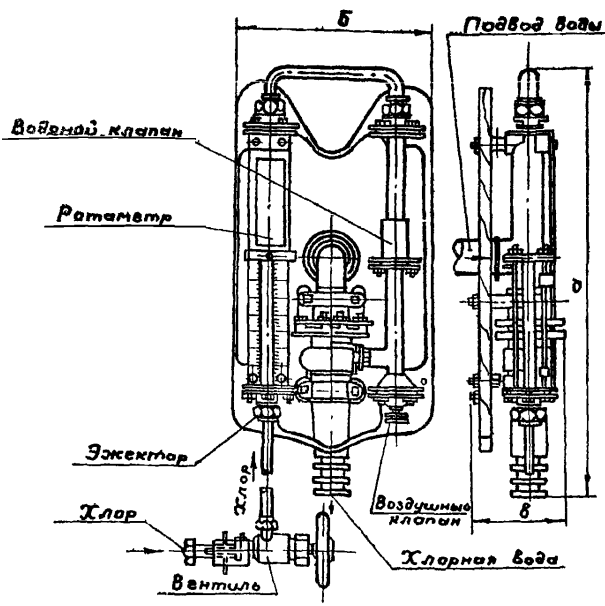 Б
Подвод воды
Водяной клапан
Ротаметр
а
Эжектор
Хлор
Хлор
Воздушный
клапан
в
Хлорная вода
Вентиль